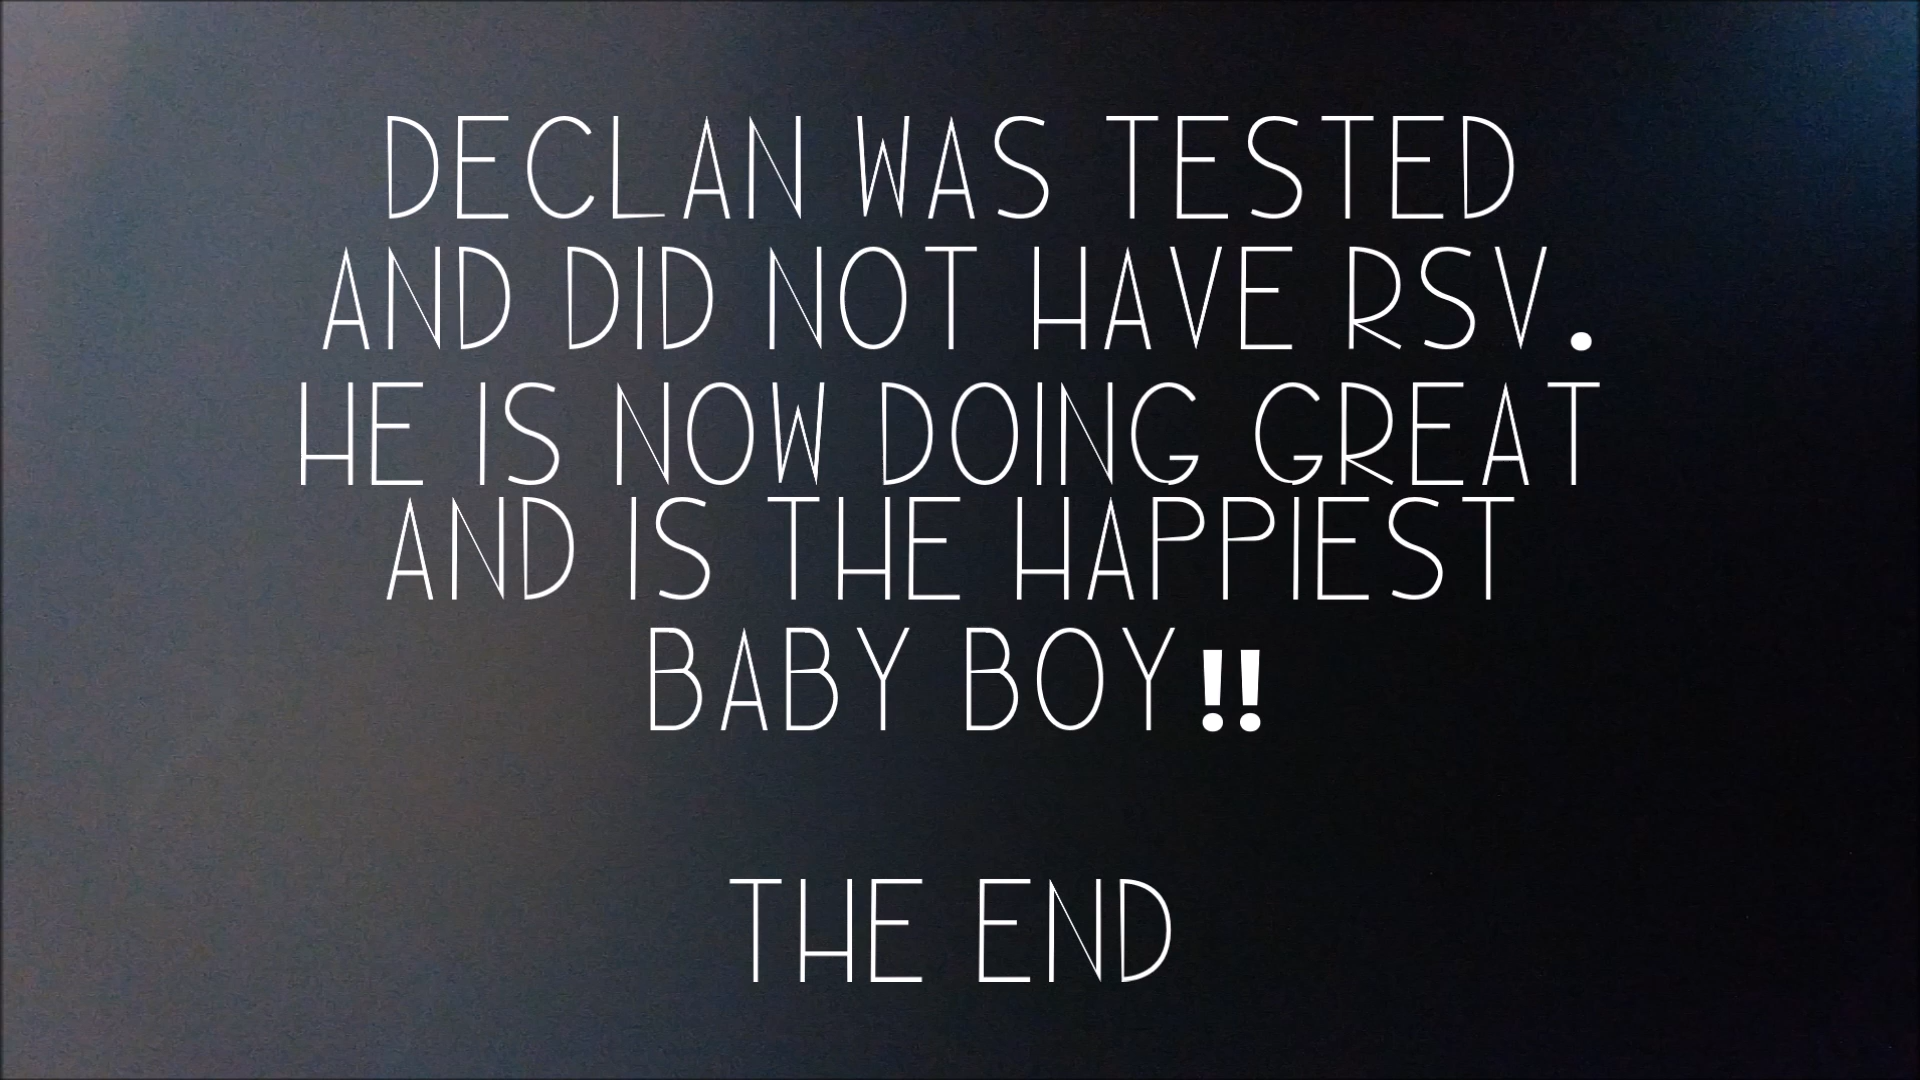 DECLAN WAS TESTED
AND DID NOT HAVE RSV.
HE IS NOW DOING GREAT
AND IS THE HAPPIEST
BABY BOY!!
THE END